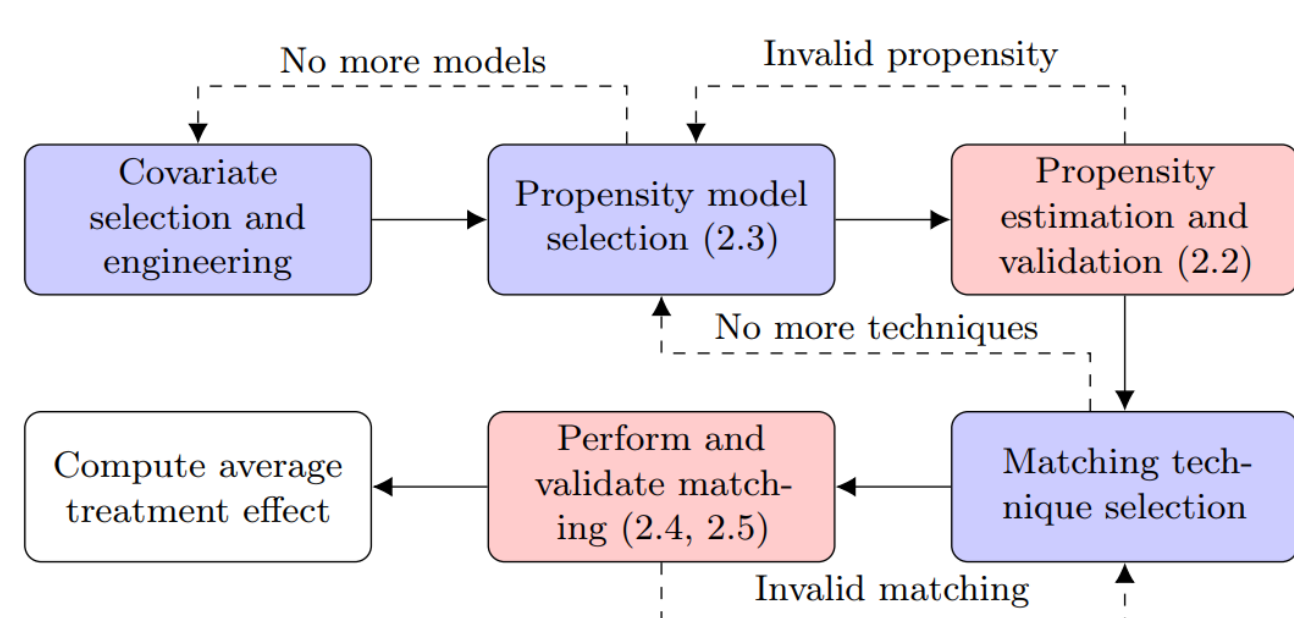 No more models
Invalid propensity
Covariate
selection and
engineering
Propensity model
selection (2.3)
Propensity
estimation and
validation (2.2)
No more techniques
Compute average
treatment effect
Perform and
validate match-
ing (2.4, 2.5)
Matching tech-
nique selection
Invalid matching